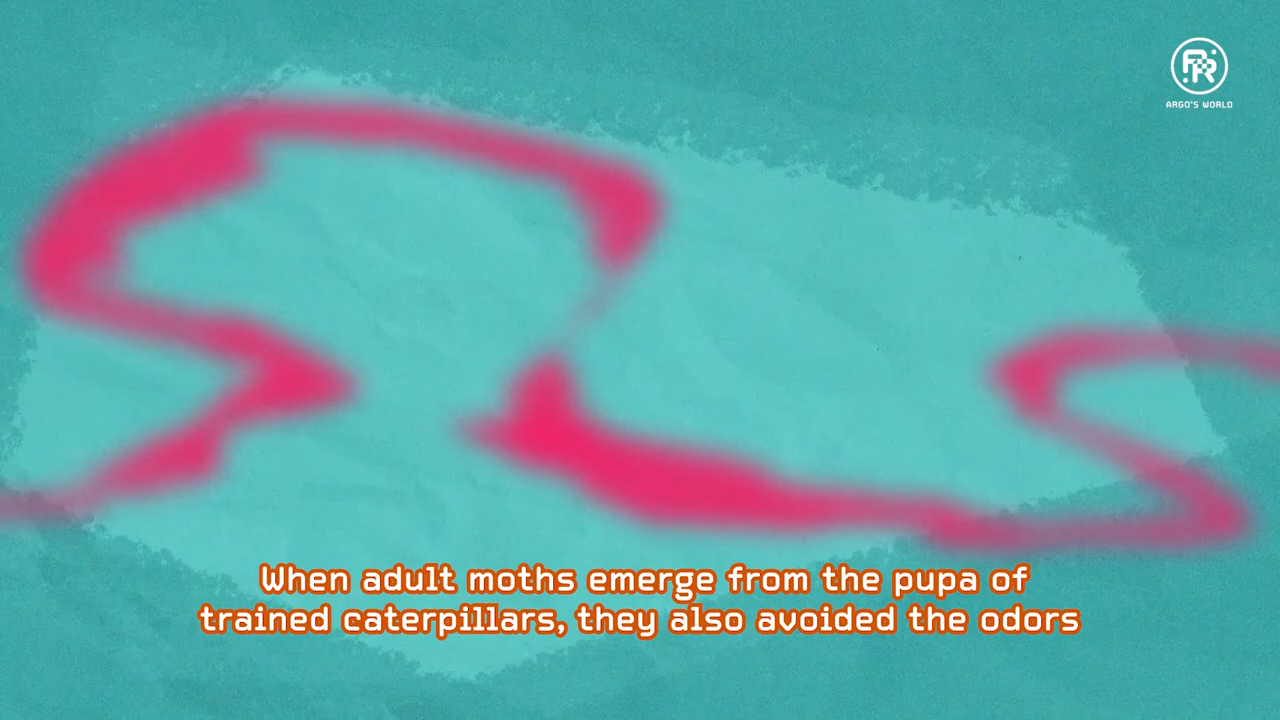 ARGO'S WORLD
When adult moths emerge from the pupa of
trained caterpillars, they also avoided the odors